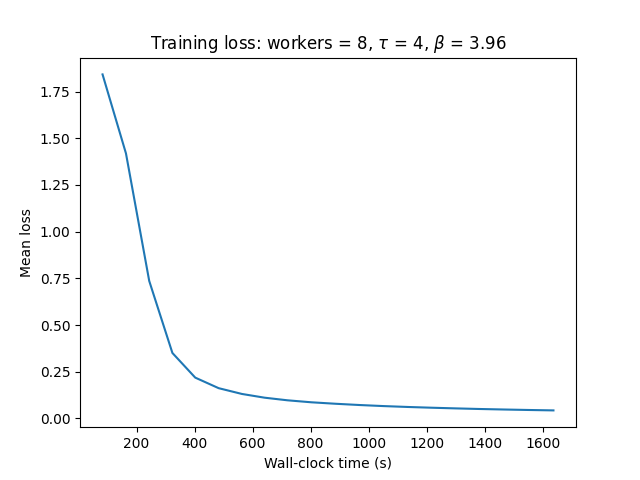 Training loss: workers = 8, τ = 4, β = 3.96
Mean loss
1.75
1.50
1.25
1.00
0.75
0.50
0.25
0.00
200 400 600 800 1000 1200 1400 1600
Wall-clock time (s)